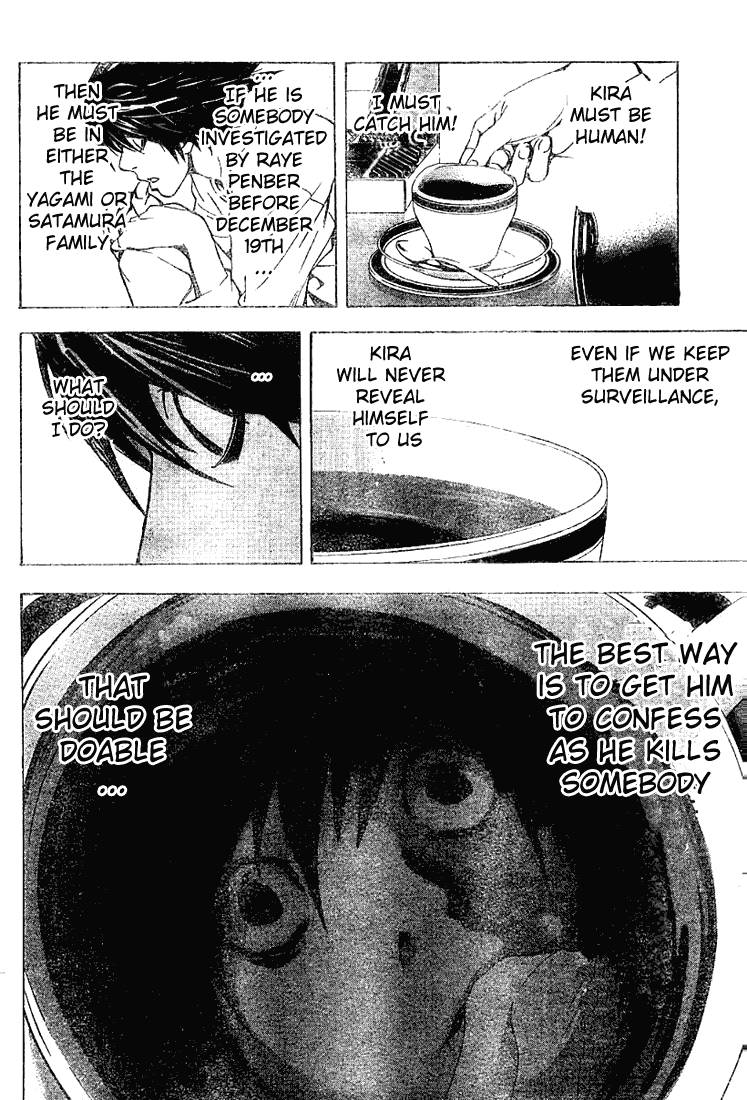 KIRA
MUST BE
HUMAN!
I MUST
CATCH HIM!
...
IF HE IS
SOMEBODY
INVESTIGATED
BY RAYE
PENBER
BEFORE
DECEMBER
19TH
...
THEN
HE MUST
BE IN
EITHER
THE
YAGAMI OR
SATAMURA
FAMILY
EVEN IF WE KEEP
THEM UNDER
SURVEILLANCE,
KIRA
WILL NEVER
REVEAL
HIMSELF
TO US
...
WHAT
SHOULD
I DO?
THE BEST WAY
IS TO GET HIM
TO CONFESS
AS HE KILLS
SOMEBODY
THAT
SHOULD BE
DOABLE
...